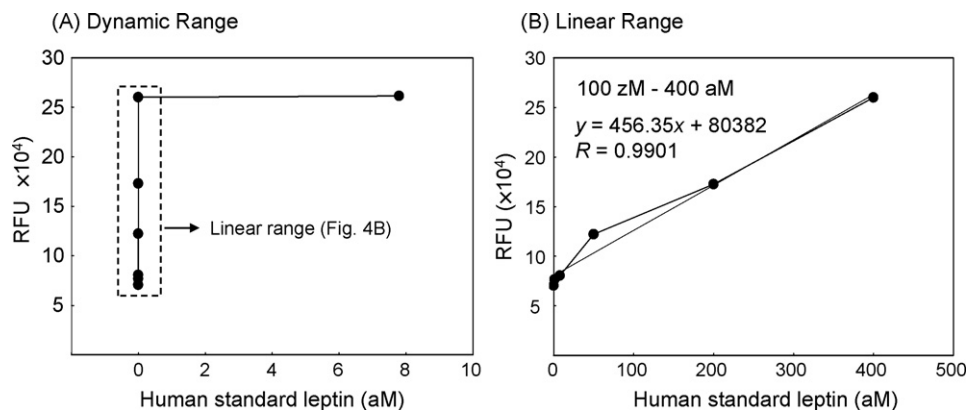 (A) Dynamic Range
RFU ×10⁴)
30
25
20
15
10
5
Linear range (Fig. 4B)
0 2 4 6 8 10
Human standard leptin (aM)
(B) Linear Range
RFU (×10⁴)
30
25
20
15
10
5
100 zM - 400 aM
y = 456.35x + 80382
R = 0.9901
0 100 200 300 400 500
Human standard leptin (aM)